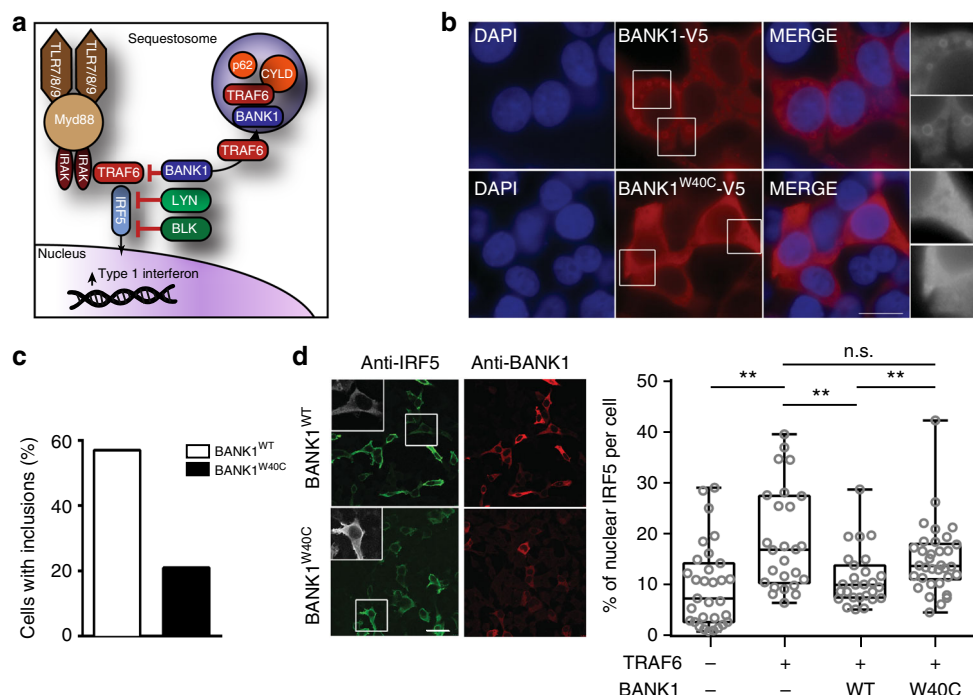 a
Sequestosome
TLR7/8/9
TLR7/8/9
p62
CYLD
TRAF6
BANK1
Myd88
TRAF6
IRAK
IRAK
TRAF6
BANK1
IRF5
LYN
BLK
Nucleus
Type 1 interferon
b
DAPI
BANK1-V5
MERGE
DAPI
BANK1W40C-V5
MERGE
c
Cells with inclusions (%)
60
40
20
0
BANK1WT
BANK1W40C
d
Anti-IRF5
Anti-BANK1
BANK1WT
BANK1W40C
% of nuclear IRF5 per cell
50
40
30
20
10
0
n.s.
**
**
**
TRAF6 – + + +
BANK1 – – WT W40C